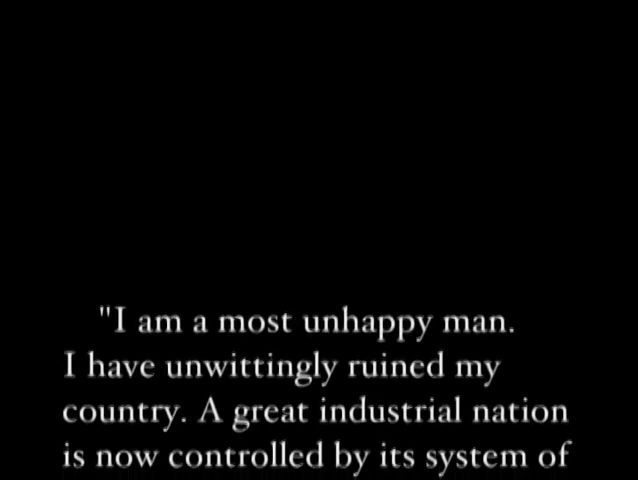 "I am a most unhappy man.
I have unwittingly ruined my
country. A great industrial nation
is now controlled by its system of